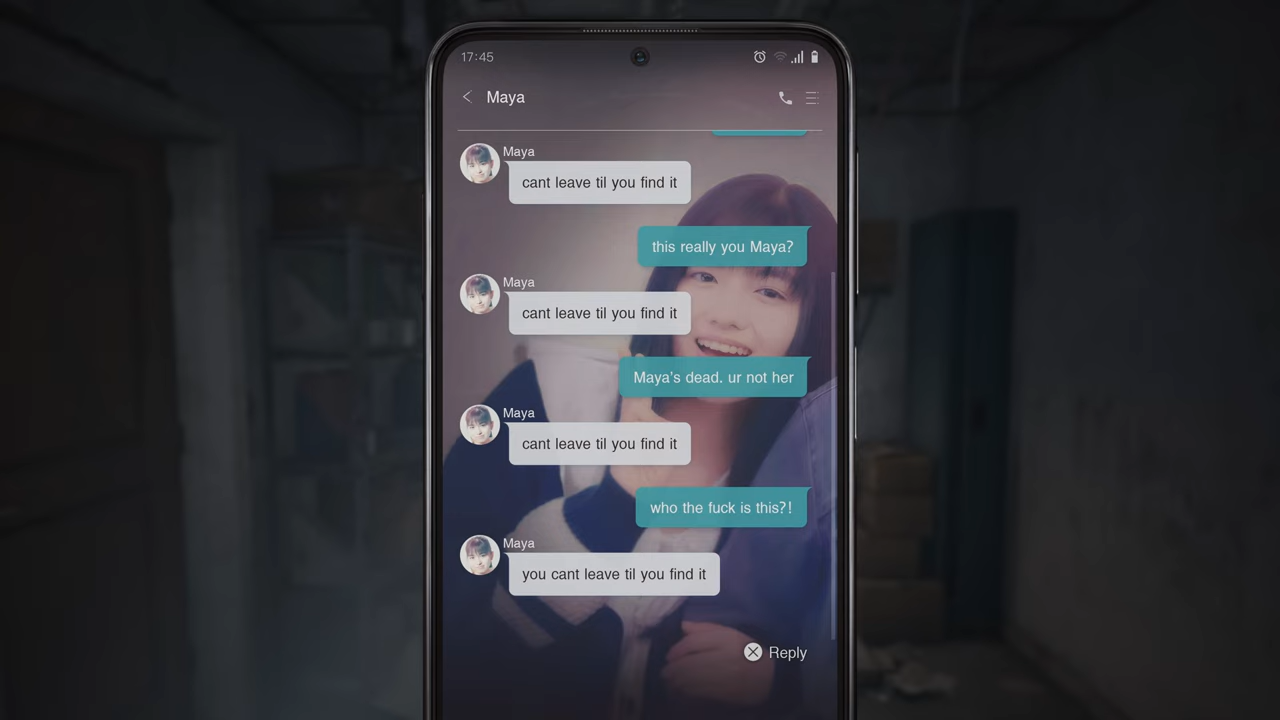 17:45
Maya
Maya
cant leave til you find it
this really you Maya?
Maya
cant leave til you find it
Maya's dead. ur not her
Maya
cant leave til you find it
who the fuck is this?!
Maya
you cant leave til you find it
Reply